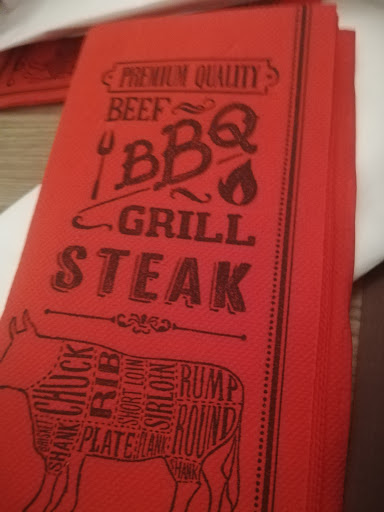 PREMIUM QUALITY
BEEF
BBQ
GRILL
STEAK
CHUCK
RIB
SHORT LOIN
SIRLOIN
RUMP
ROUND
SHANK
PLATE
FLANK
SHANK